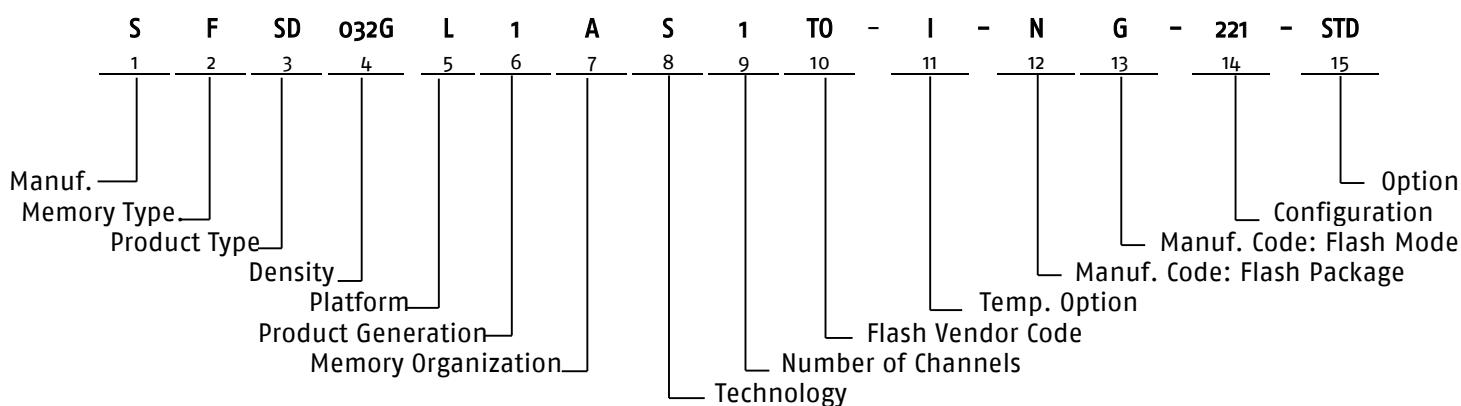 S F SD 032G L 1 A S 1 TO - I - N G - 221 - STD
1 2 3 4 5 6 7 8 9 10 11 12 13 14 15
Manuf. Option
Memory Type. Configuration
Product Type Manuf. Code: Flash Mode
Density Manuf. Code: Flash Package
Platform Temp. Option
Product Generation Flash Vendor Code
Memory Organization Number of Channels
Technology